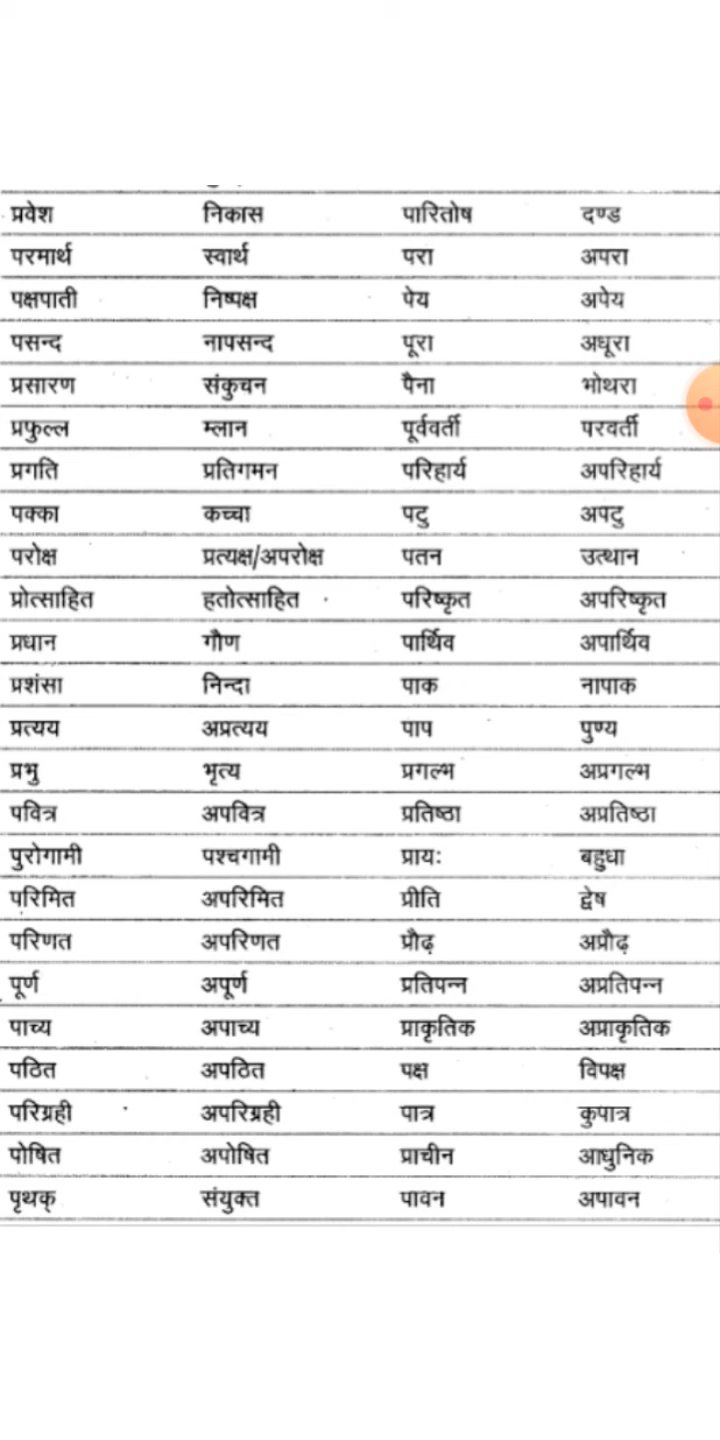 प्रवेश निकास पारितोष दण्ड
परमार्थ स्वार्थ परा अपरा
पक्षपाती निष्पक्ष पेय अपेय
पसन्द नापसन्द पूरा अधूरा
प्रसारण संकुचन पैना भोथरा
प्रफुल्ल म्लान पूर्ववर्ती परवर्ती
प्रगति प्रतिगमन परिहार्य अपरिहार्य
पक्का कच्चा पटु अपटु
परोक्ष प्रत्यक्ष/अपरोक्ष पतन उत्थान
प्रोत्साहित हतोत्साहित परिष्कृत अपरिष्कृत
प्रधान गौण पार्थिव अपार्थिव
प्रशंसा निन्दा पाक नापाक
प्रत्यय अप्रत्यय पाप पुण्य
प्रभु भृत्य प्रगल्भ अप्रगल्भ
पवित्र अपवित्र प्रतिष्ठा अप्रतिष्ठा
पुरोगामी पश्चगामी प्रायः बहुधा
परिमित अपरिमित प्रीति द्वेष
परिणत अपरिणत प्रौढ़ अप्रौढ़
पूर्ण अपूर्ण प्रतिपन्न अप्रतिपन्न
पाच्य अपाच्य प्राकृतिक अप्राकृतिक
पठित अपठित पक्ष विपक्ष
परिग्रही अपरिग्रही पात्र कुपात्र
पोषित अपोषित प्राचीन आधुनिक
पृथक् संयुक्त पावन अपावन